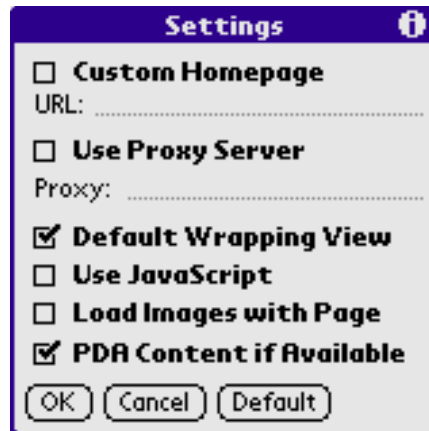 Settings
Custom Homepage
URL:
Use Proxy Server
Proxy:
Default Wrapping View
Use JavaScript
Load Images with Page
PDA Content if Available
OK Cancel Default